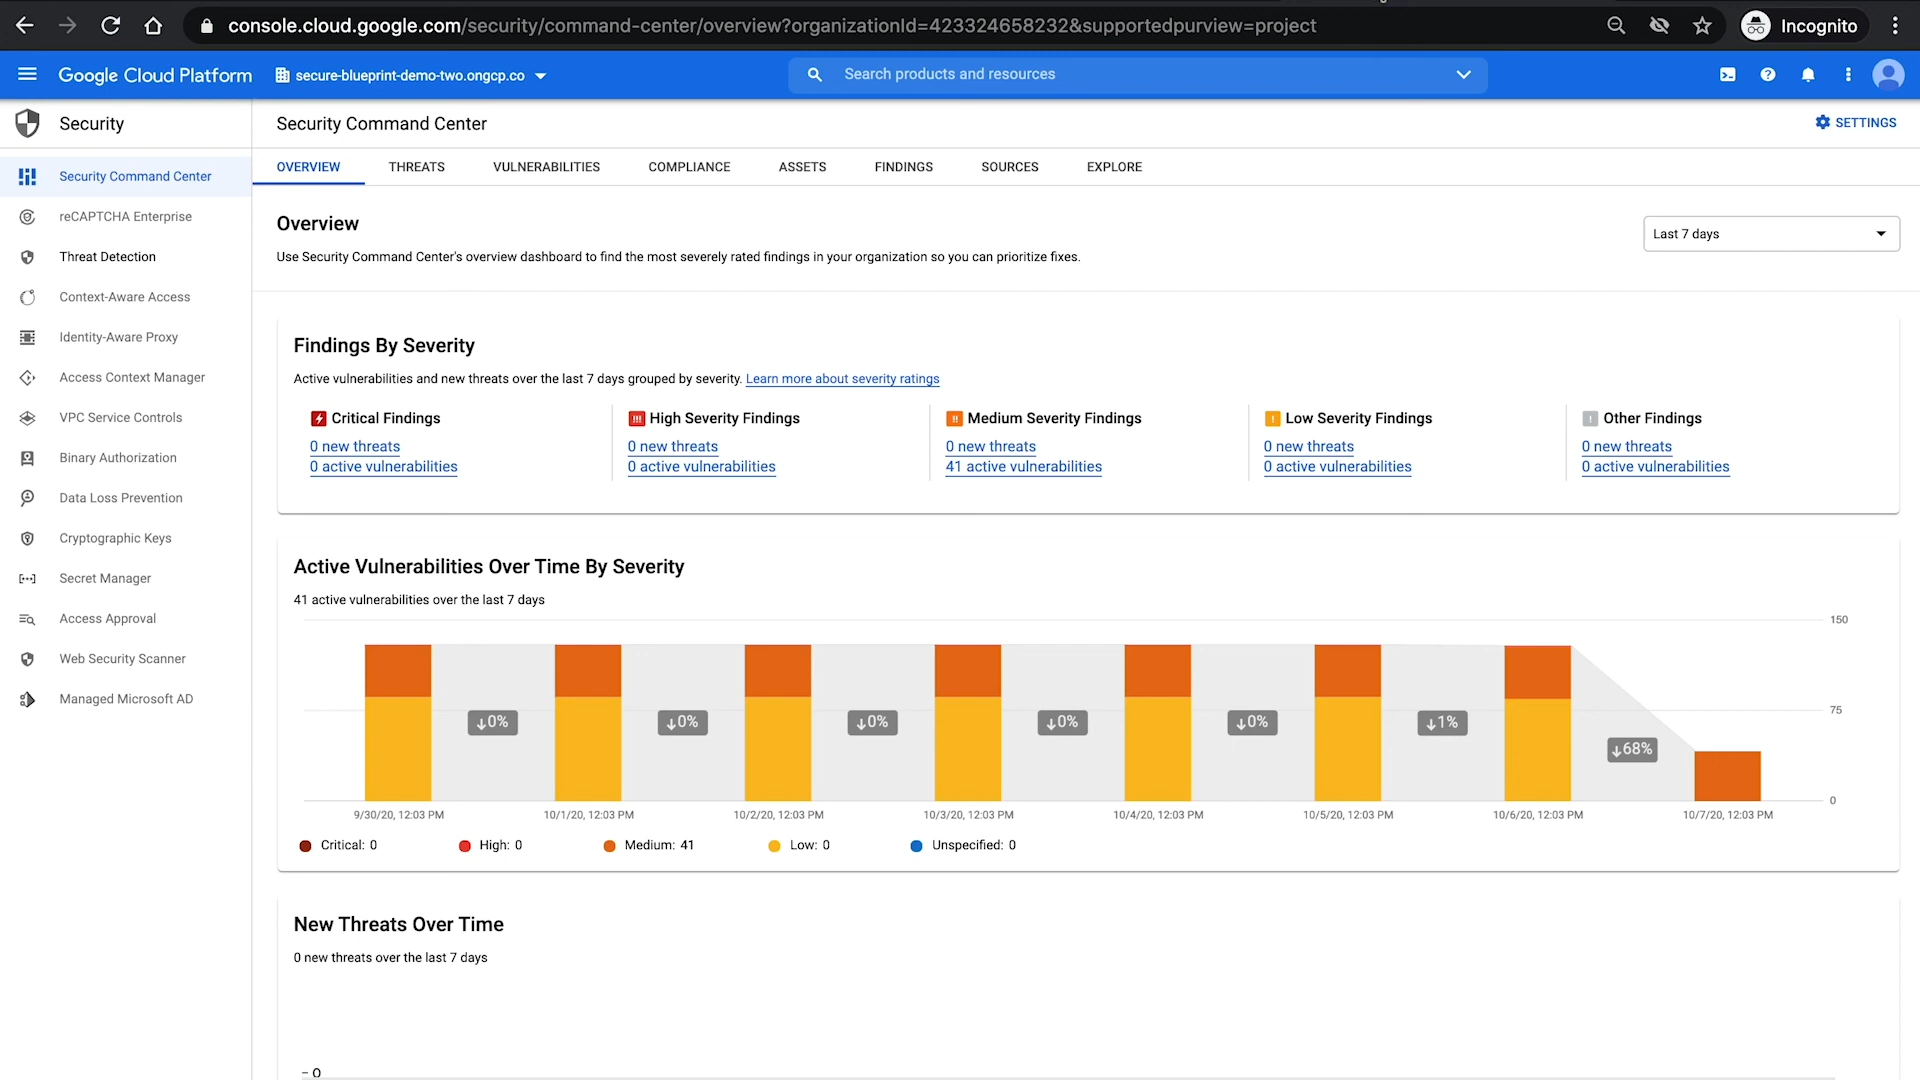 console.cloud.google.com/security/command-center/overview?organizationId=423324658232&supportedpurview=project
Incognito
Google Cloud Platform
secure-blueprint-demo-two.ongcp.co
Search products and resources
Security
Security Command Center
SETTINGS
Security Command Center
reCAPTCHA Enterprise
Threat Detection
Context-Aware Access
Identity-Aware Proxy
Access Context Manager
VPC Service Controls
Binary Authorization
Data Loss Prevention
Cryptographic Keys
Secret Manager
Access Approval
Web Security Scanner
Managed Microsoft AD
OVERVIEW THREATS VULNERABILITIES COMPLIANCE ASSETS FINDINGS SOURCES EXPLORE
Overview
Last 7 days
Use Security Command Center's overview dashboard to find the most severely rated findings in your organization so you can prioritize fixes.
Findings By Severity
Active vulnerabilities and new threats over the last 7 days grouped by severity. Learn more about severity ratings
Critical Findings
0 new threats
0 active vulnerabilities
High Severity Findings
0 new threats
0 active vulnerabilities
Medium Severity Findings
0 new threats
41 active vulnerabilities
Low Severity Findings
0 new threats
0 active vulnerabilities
Other Findings
0 new threats
0 active vulnerabilities
Active Vulnerabilities Over Time By Severity
41 active vulnerabilities over the last 7 days
150
75
0
↓0% ↓0% ↓0% ↓0% ↓0% ↓1% ↓68%
9/30/20, 12:03 PM 10/1/20, 12:03 PM 10/2/20, 12:03 PM 10/3/20, 12:03 PM 10/4/20, 12:03 PM 10/5/20, 12:03 PM 10/6/20, 12:03 PM 10/7/20, 12:03 PM
Critical: 0 High: 0 Medium: 41 Low: 0 Unspecified: 0
New Threats Over Time
0 new threats over the last 7 days
0